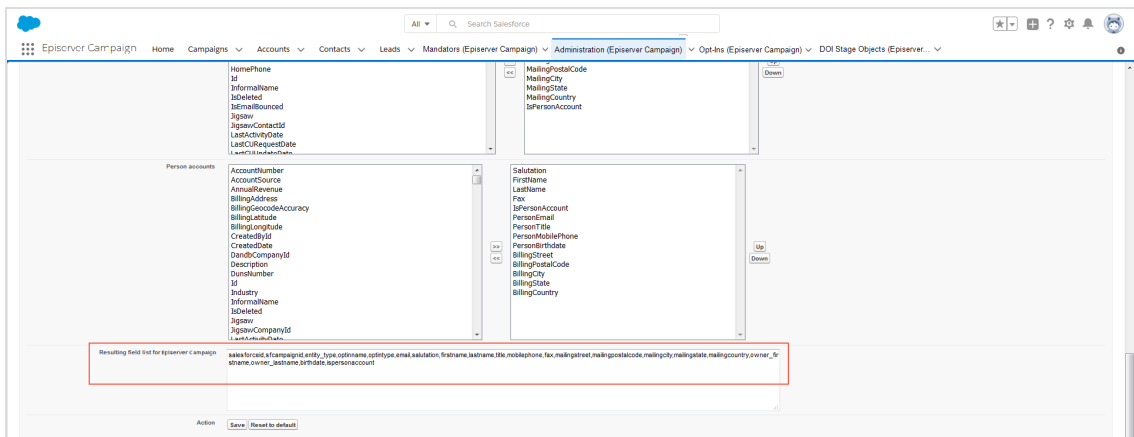 All
Search Salesforce
Episerver Campaign Home Campaigns Accounts Contacts Leads Mandators (Episerver Campaign) Administration (Episerver Campaign) Opt-Ins (Episerver Campaign) DOI Stage Objects (Episerver...
HomePhone
Id
InformalName
IsDeleted
IsEmailBounced
Jigsaw
JigsawContactId
LastActivityDate
LastCURequestDate
LastCUUpdateDate
<<
MailingPostalCode
MailingCity
MailingState
MailingCountry
IsPersonAccount
Up
Down
Person accounts
AccountNumber
AccountSource
AnnualRevenue
BillingAddress
BillingGeocodeAccuracy
BillingLatitude
BillingLongitude
CreatedById
CreatedDate
DandbCompanyId
Description
DunsNumber
Id
Industry
InformalName
IsDeleted
Jigsaw
JigsawCompanyId
LastActivityDate
>>
<<
Salutation
FirstName
LastName
Fax
IsPersonAccount
PersonEmail
PersonTitle
PersonMobilePhone
PersonBirthdate
BillingStreet
BillingPostalCode
BillingCity
BillingState
BillingCountry
Up
Down
Resulting field list for Episerver Campaign
salesforceid,sfcampaignid,entity_type,optinname,optintype,email,salutation,firstname,lastname,title,mobilephone,fax,mailingstreet,mailingpostalcode,mailingcity,mailingstate,mailingcountry,owner_fir
stname,owner_lastname,birthdate,ispersonaccount
Action
Save Reset to default